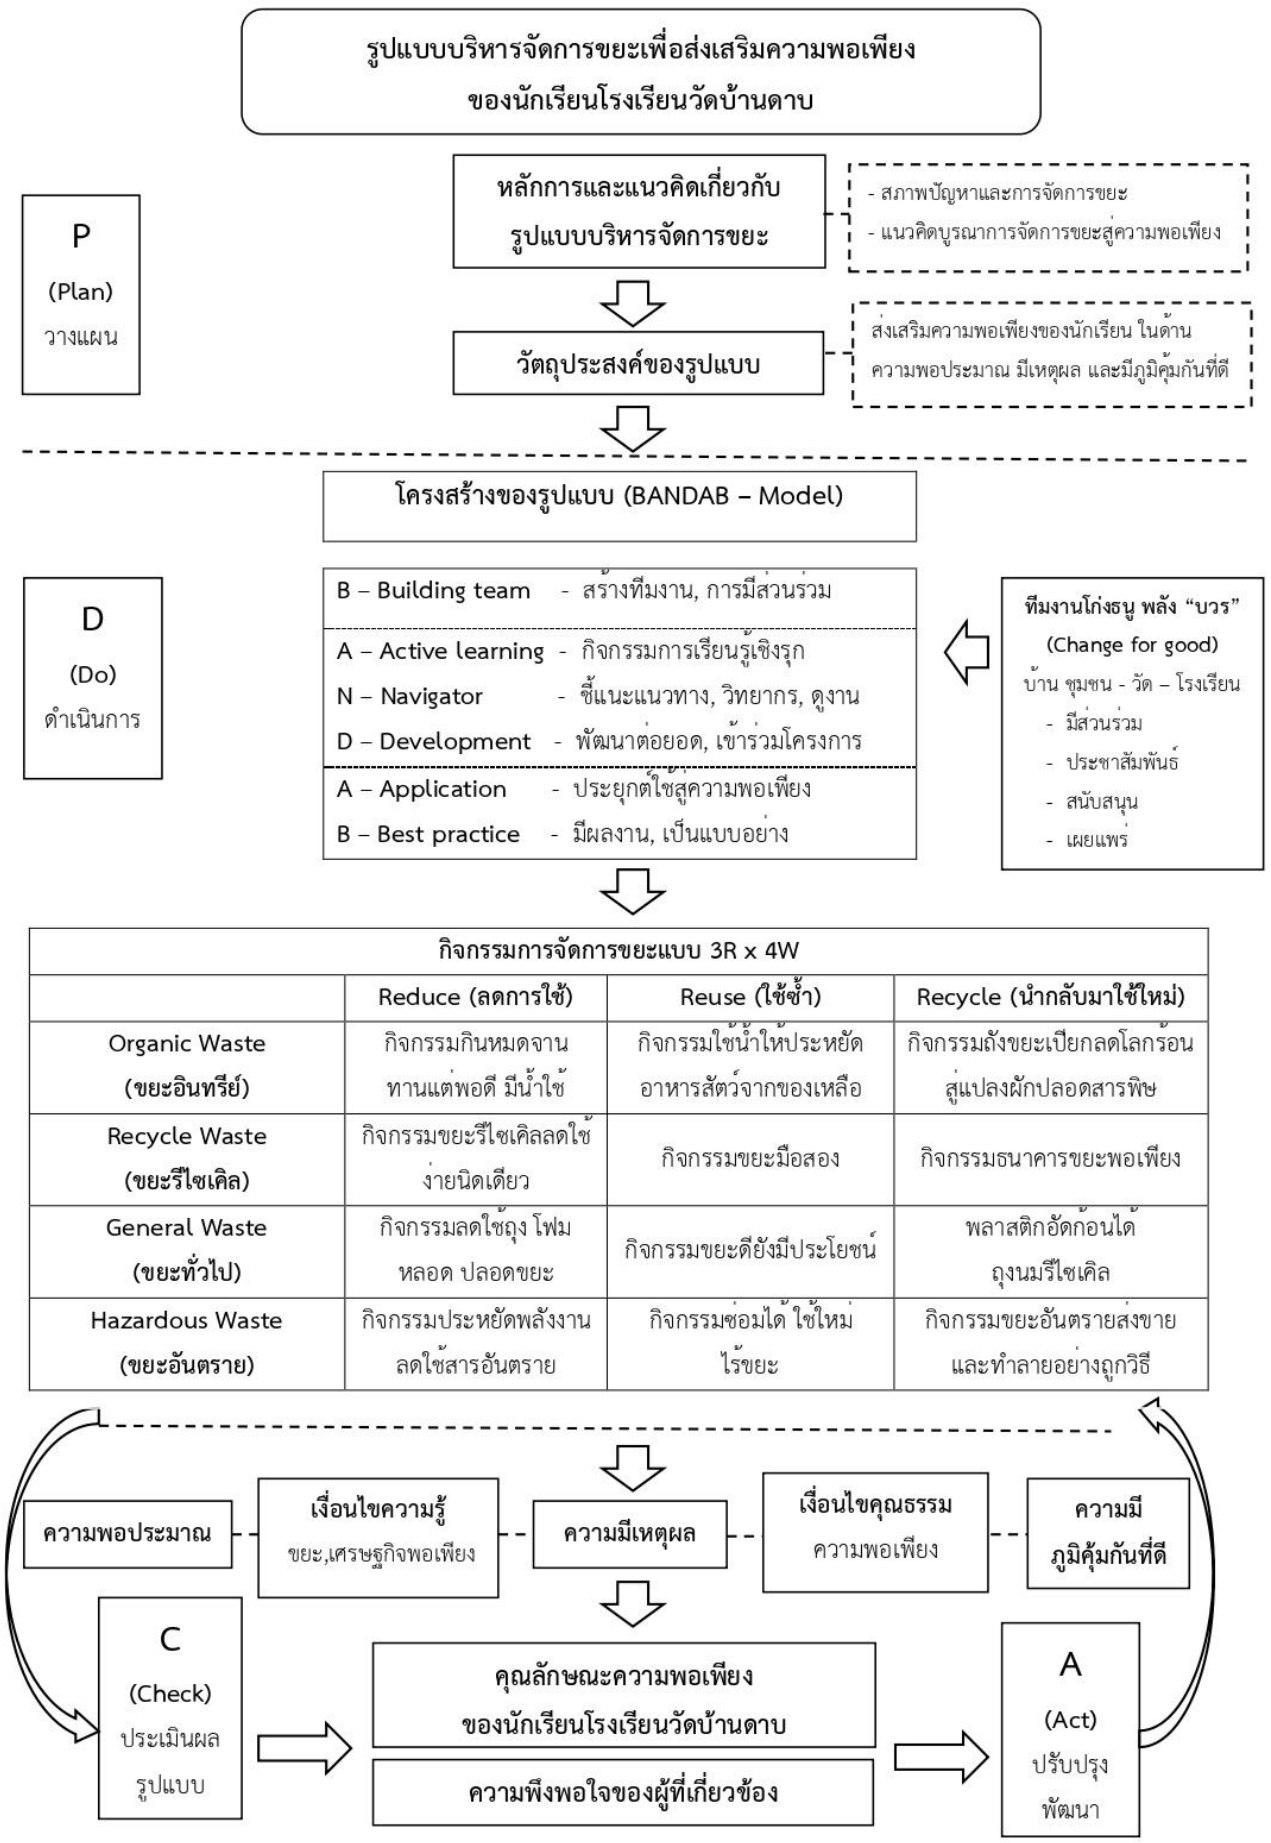 รูปแบบบริหารจัดการขยะเพื่อส่งเสริมความพอเพียง
ของนักเรียนโรงเรียนวัดบ้านดาบ
P
(Plan)
วางแผน
หลักการและแนวคิดเกี่ยวกับ
รูปแบบบริหารจัดการขยะ
- สภาพปัญหาและการจัดการขยะ
- แนวคิดบูรณาการจัดการขยะสู่ความพอเพียง
วัตถุประสงค์ของรูปแบบ
ส่งเสริมความพอเพียงของนักเรียน ในด้าน
ความพอประมาณ มีเหตุผล และมีภูมิคุ้มกันที่ดี
โครงสร้างของรูปแบบ (BANDAB – Model)
D
(Do)
ดำเนินการ
B – Building team - สร้างทีมงาน, การมีส่วนร่วม
A – Active learning - กิจกรรมการเรียนรู้เชิงรุก
N – Navigator - ชี้แนะแนวทาง, วิทยากร, ดูงาน
D – Development - พัฒนาต่อยอด, เข้าร่วมโครงการ
A – Application - ประยุกต์ใช้สู่ความพอเพียง
B – Best practice - มีผลงาน, เป็นแบบอย่าง
ทีมงานโก่งธนู พลัง “บวร”
(Change for good)
บ้าน ชุมชน - วัด – โรงเรียน
- มีส่วนร่วม
- ประชาสัมพันธ์
- สนับสนุน
- เผยแพร่
กิจกรรมการจัดการขยะแบบ 3R x 4W
Reduce (ลดการใช้) Reuse (ใช้ซ้ำ) Recycle (นำกลับมาใช้ใหม่)
Organic Waste
(ขยะอินทรีย์)
กิจกรรมกินหมดจาน
ทานแต่พอดี มีน้ำใช้
กิจกรรมใช้น้ำให้ประหยัด
อาหารสัตว์จากของเหลือ
กิจกรรมถังขยะเปียกลดโลกร้อน
สู่แปลงผักปลอดสารพิษ
Recycle Waste
(ขยะรีไซเคิล)
กิจกรรมขยะรีไซเคิลลดใช้
ง่ายนิดเดียว
กิจกรรมขยะมือสอง
กิจกรรมธนาคารขยะพอเพียง
General Waste
(ขยะทั่วไป)
กิจกรรมลดใช้ถุง โฟม
หลอด ปลอดขยะ
กิจกรรมขยะดียังมีประโยชน์
พลาสติกอัดก้อนได้
ถุงนมรีไซเคิล
Hazardous Waste
(ขยะอันตราย)
กิจกรรมประหยัดพลังงาน
ลดใช้สารอันตราย
กิจกรรมซ่อมได้ ใช้ใหม่
ไร้ขยะ
กิจกรรมขยะอันตรายส่งขาย
และทำลายอย่างถูกวิธี
ความพอประมาณ
เงื่อนไขความรู้
ขยะ,เศรษฐกิจพอเพียง
ความมีเหตุผล
เงื่อนไขคุณธรรม
ความพอเพียง
ความมี
ภูมิคุ้มกันที่ดี
C
(Check)
ประเมินผล
รูปแบบ
คุณลักษณะความพอเพียง
ของนักเรียนโรงเรียนวัดบ้านดาบ
ความพึงพอใจของผู้ที่เกี่ยวข้อง
A
(Act)
ปรับปรุง
พัฒนา